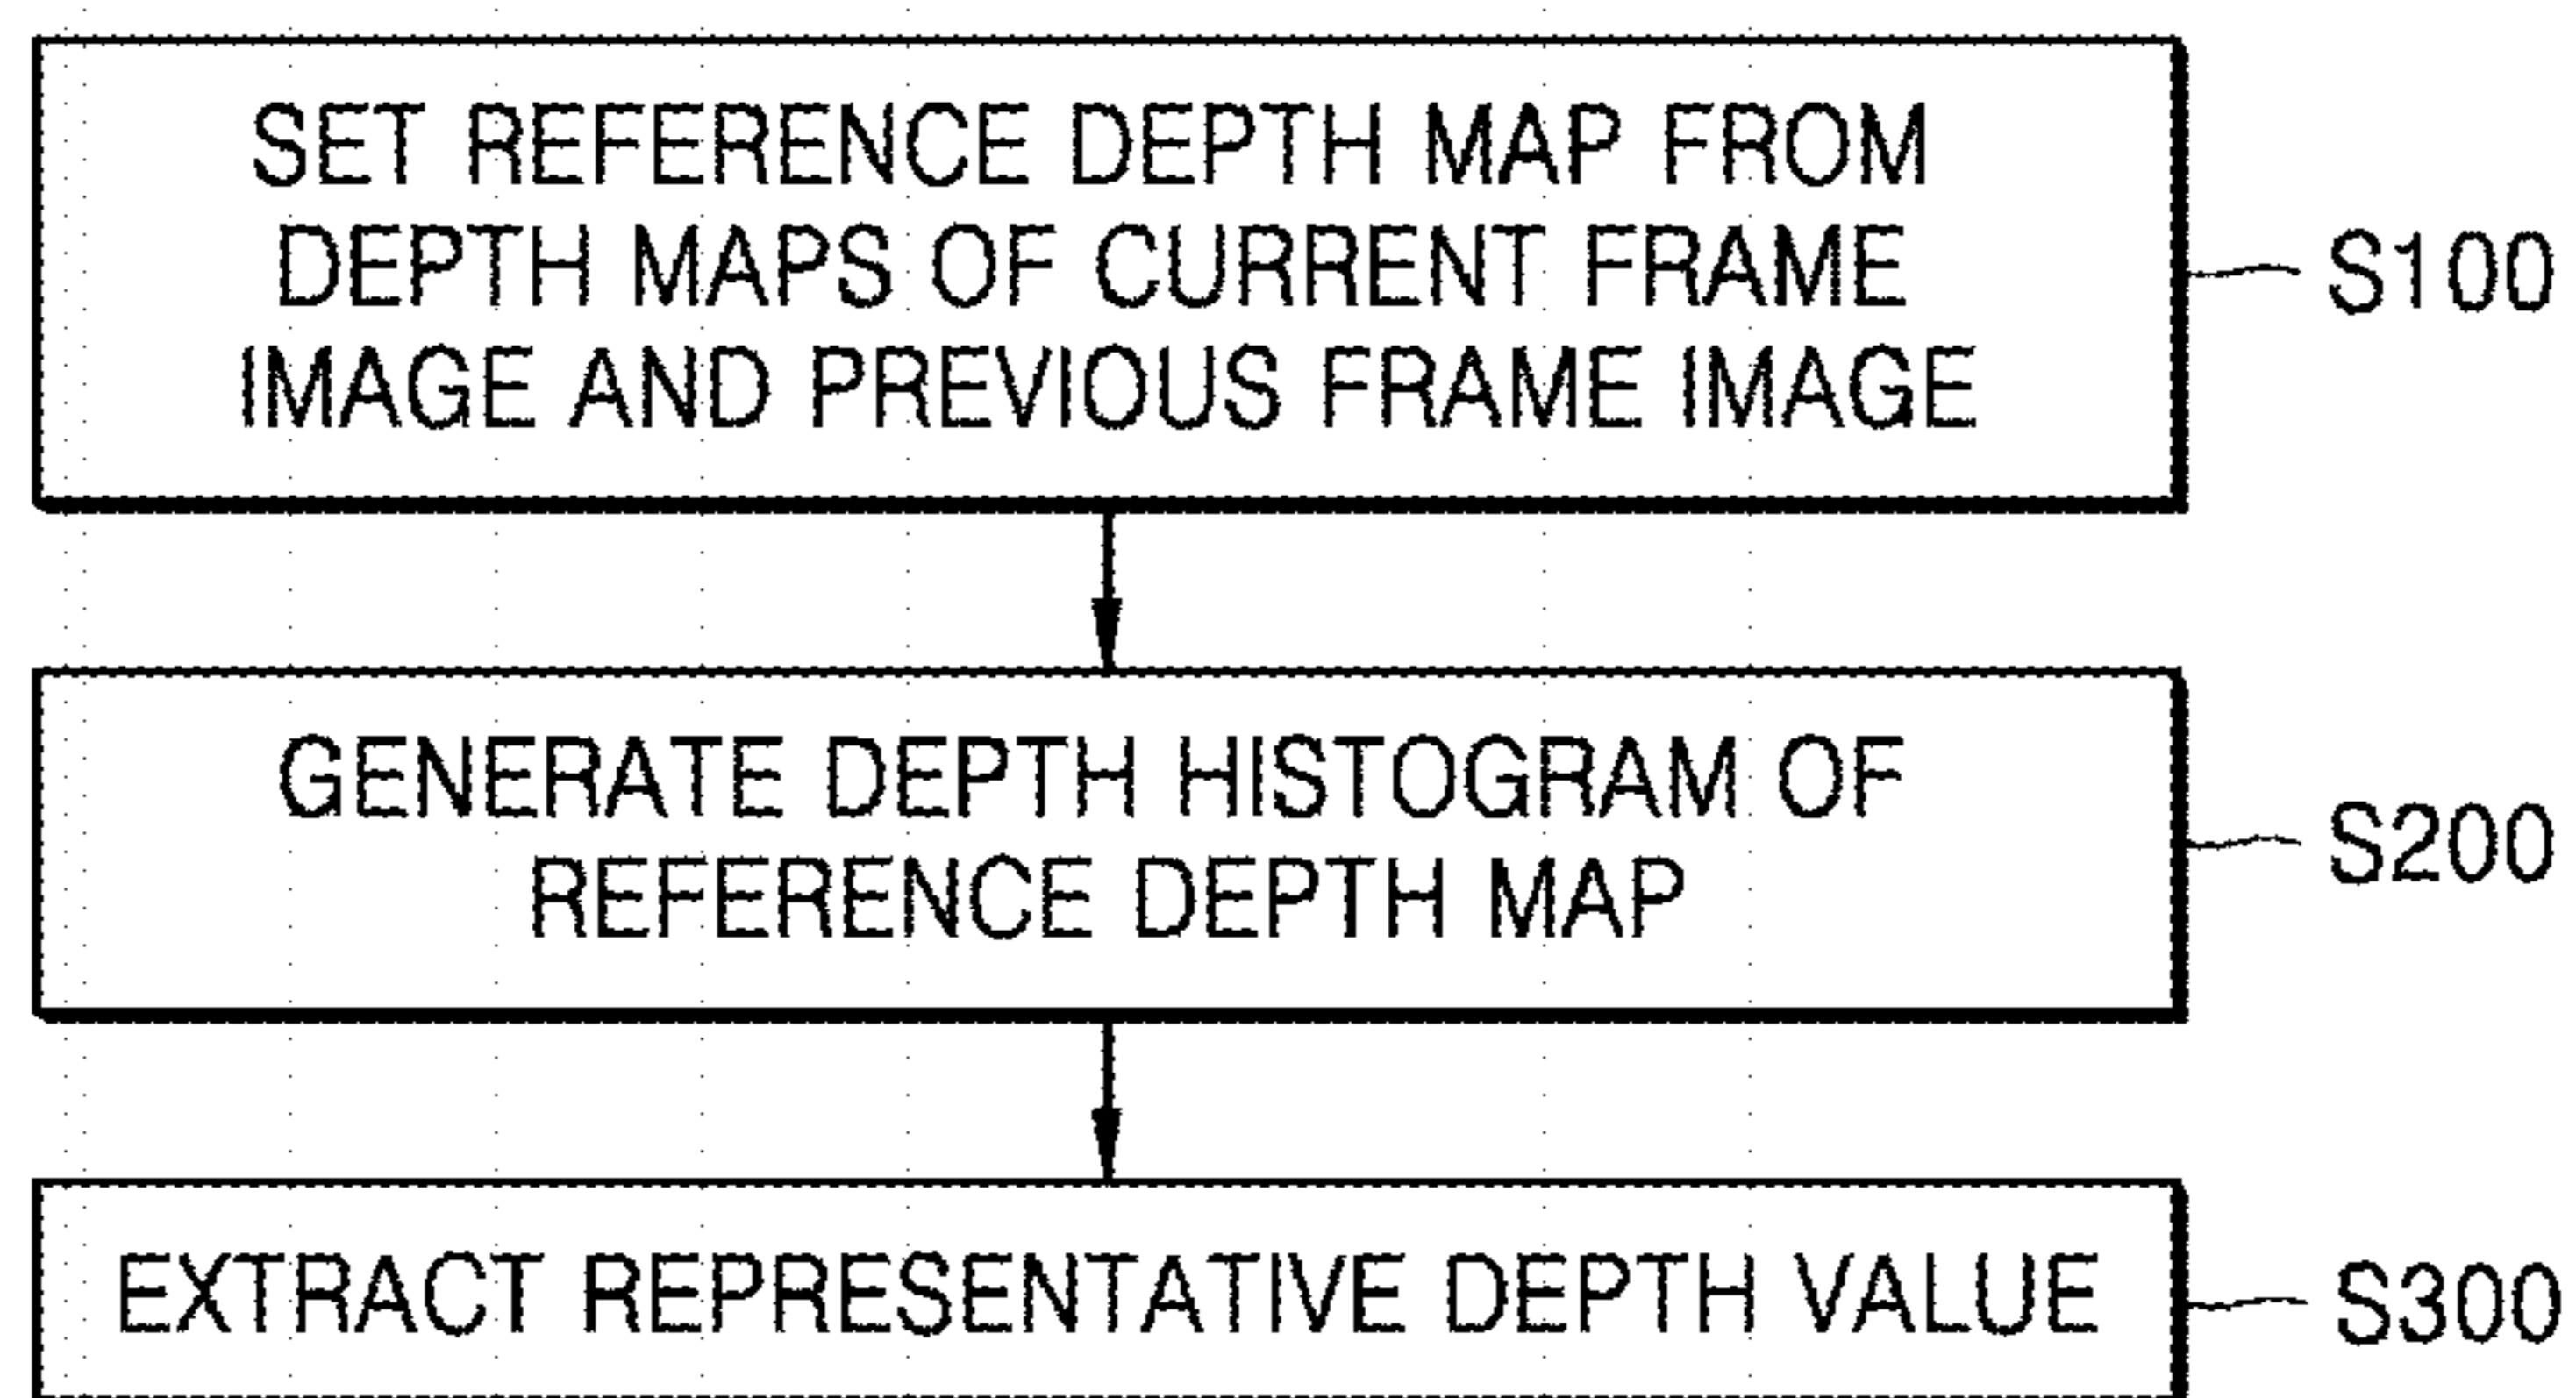 SET REFERENCE DEPTH MAP FROM
DEPTH MAPS OF CURRENT FRAME
IMAGE AND PREVIOUS FRAME IMAGE
S100
GENERATE DEPTH HISTOGRAM OF
REFERENCE DEPTH MAP
S200
EXTRACT REPRESENTATIVE DEPTH VALUE
S300